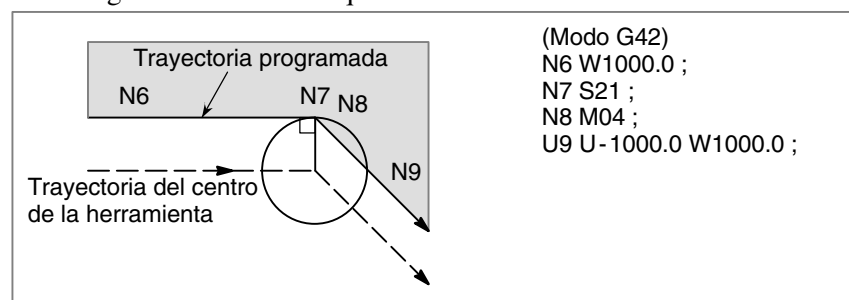 Trayectoria programada
N6
N7 N8
N9
Trayectoria del centro
de la herramienta
(Modo G42)
N6 W1000.0 ;
N7 S21 ;
N8 M04 ;
U9 U-1000.0 W1000.0 ;